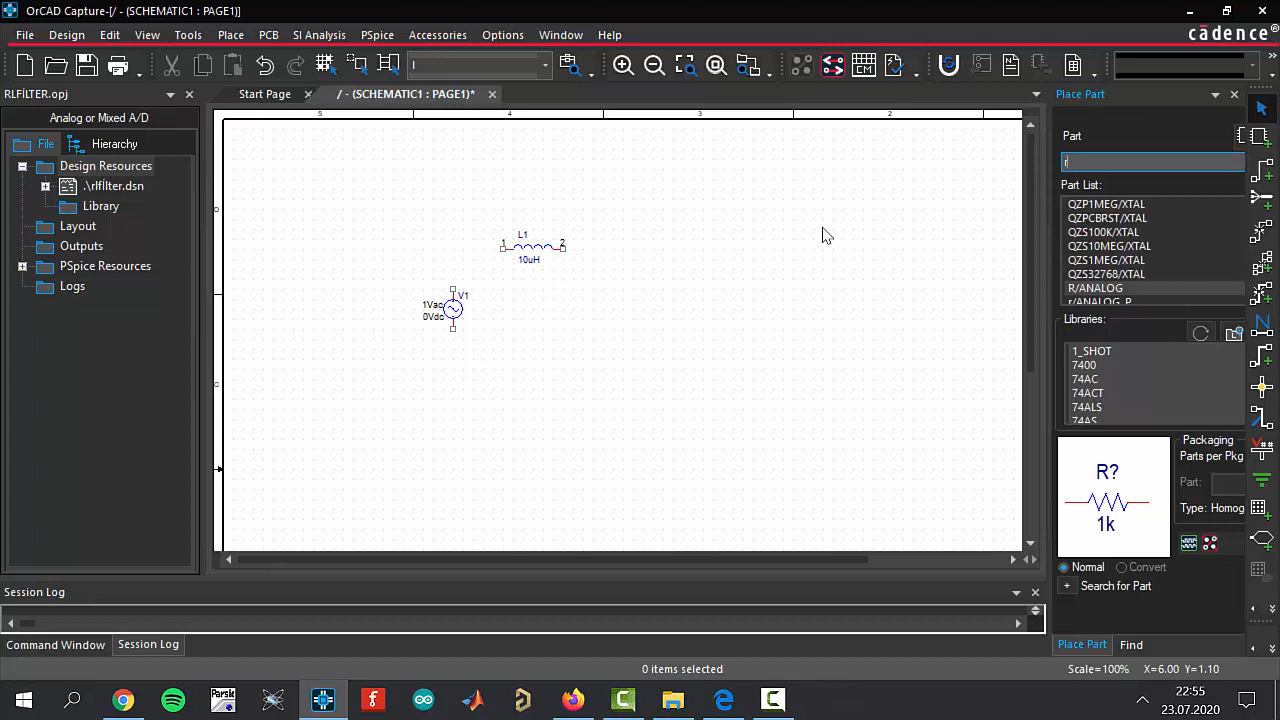 OrCAD Capture-[/ - (SCHEMATIC1 : PAGE1)]
File Design Edit View Tools Place PCB SI Analysis PSpice Accessories Options Window Help
cādence®
I
RLFİLTER.opj
Start Page
/ - (SCHEMATIC1 : PAGE1)*
Place Part
Analog or Mixed A/D
File
Hierarchy
Design Resources
.\rlfilter.dsn
Library
Layout
Outputs
PSpice Resources
Logs
5
4
3
2
D
C
L1
1
2
10uH
V1
1Vac
0Vdc
Part
r
Part List:
QZP1MEG/XTAL
QZPCBRST/XTAL
QZS100K/XTAL
QZS10MEG/XTAL
QZS1MEG/XTAL
QZS32768/XTAL
R/ANALOG
r/ANALOG_P
Libraries:
1_SHOT
7400
74AC
74ACT
74ALS
74AS
R?
1k
Packaging
Parts per Pkg
Part:
Type: Homog
Normal
Convert
+
Search for Part
Session Log
Command Window
Session Log
Place Part
Find
0 items selected
Scale=100% X=6.00 Y=1.10
Parsk
22:55
23.07.2020